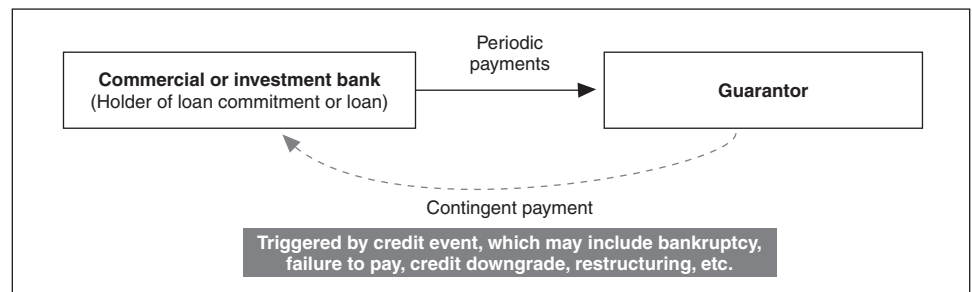 Periodic
payments
Commercial or investment bank
(Holder of loan commitment or loan)
Guarantor
Contingent payment
Triggered by credit event, which may include bankruptcy,
failure to pay, credit downgrade, restructuring, etc.